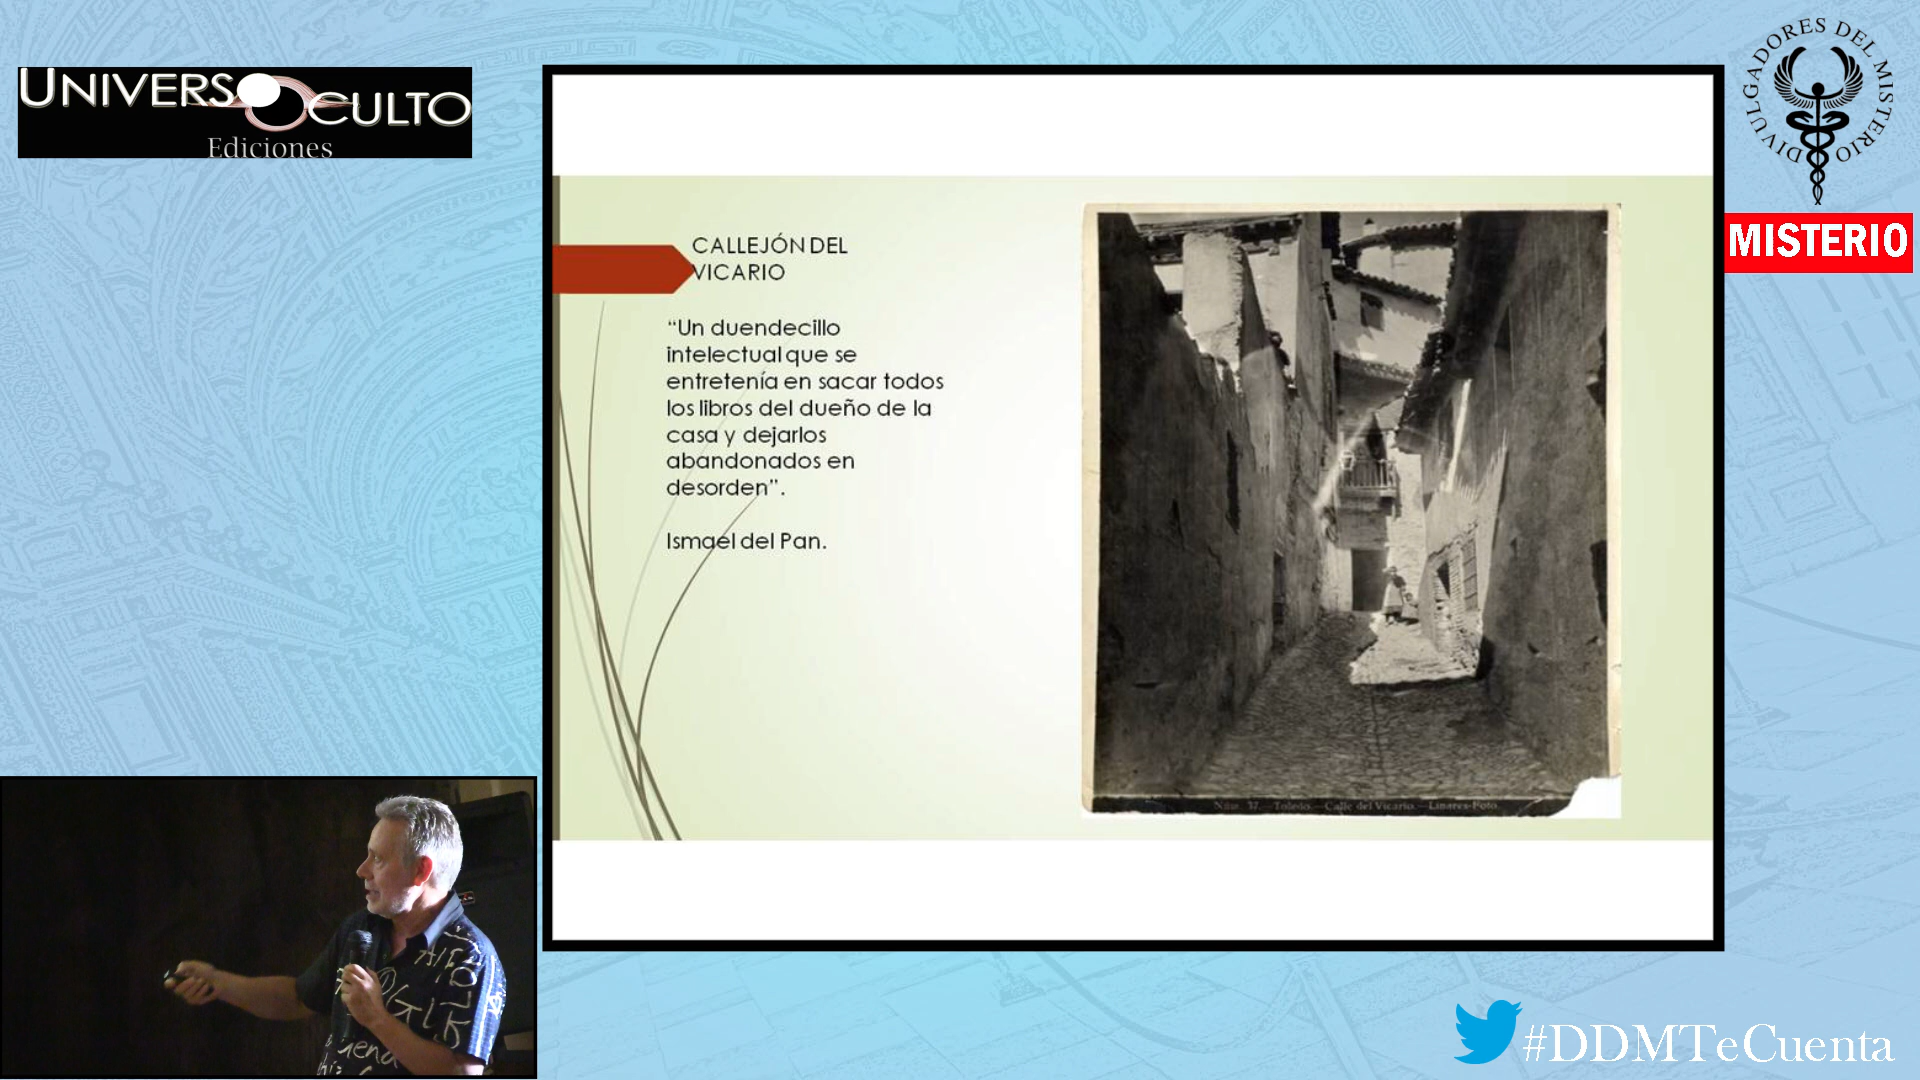 UNIVERSO OCULTO
Ediciones
DIVULGADORES DEL MISTERIO
MISTERIO
CALLEJÓN DEL
VICARIO
“Un duendecillo
intelectual que se
entretenía en sacar todos
los libros del dueño de la
casa y dejarlos
abandonados en
desorden”.
Ismael del Pan.
Núm. 37.—Toledo.—Calle del Vicario.—Linares-Foto.
#DDMTeCuenta